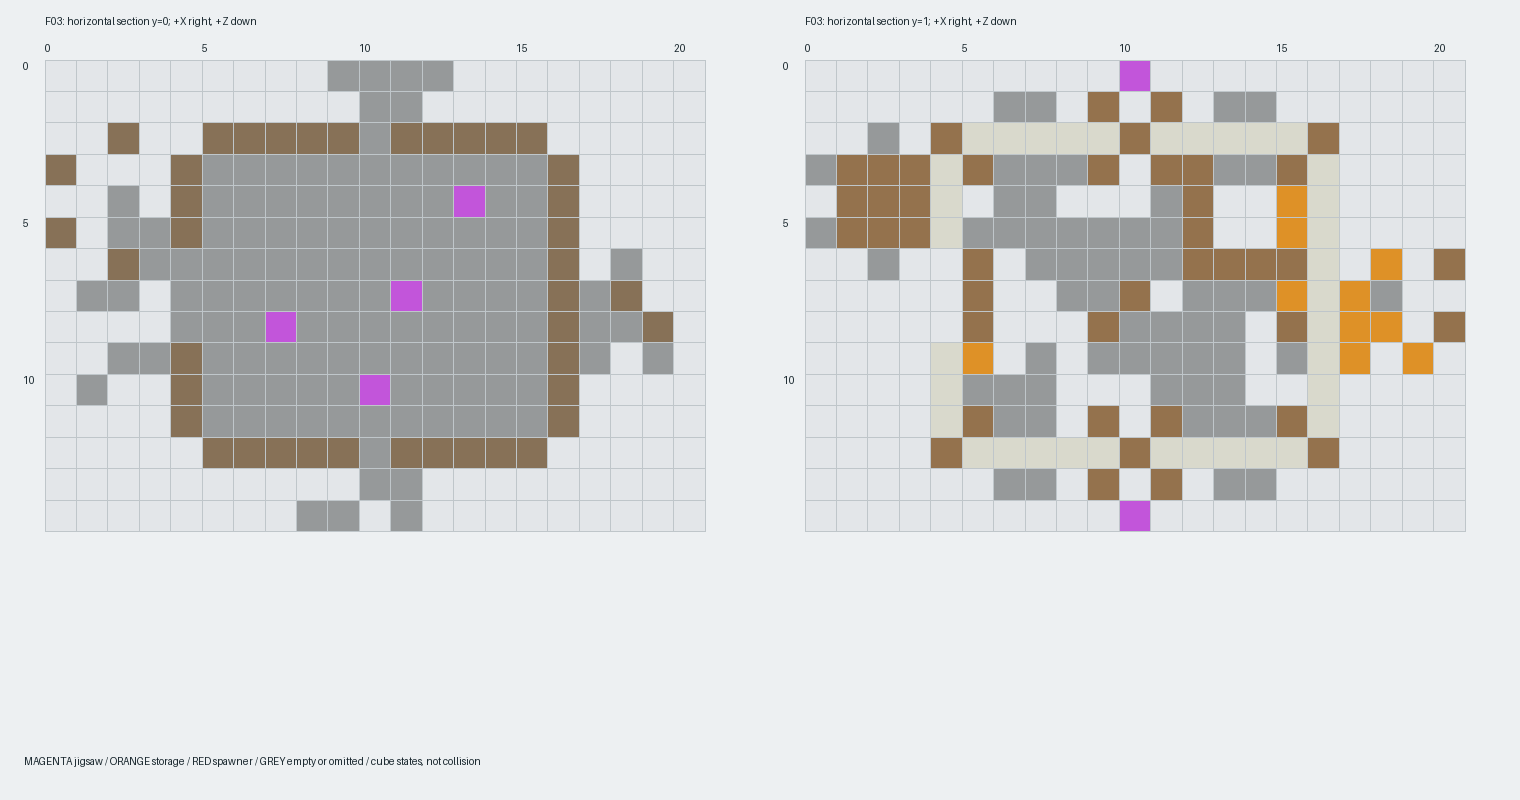 F03: horizontal section y=0; +X right, +Z down
F03: horizontal section y=1; +X right, +Z down
0 5 10 15 20
0 5 10 15 20
0
0
5
5
10
10
MAGENTA jigsaw / ORANGE storage / RED spawner / GREY empty or omitted / cube states, not collision